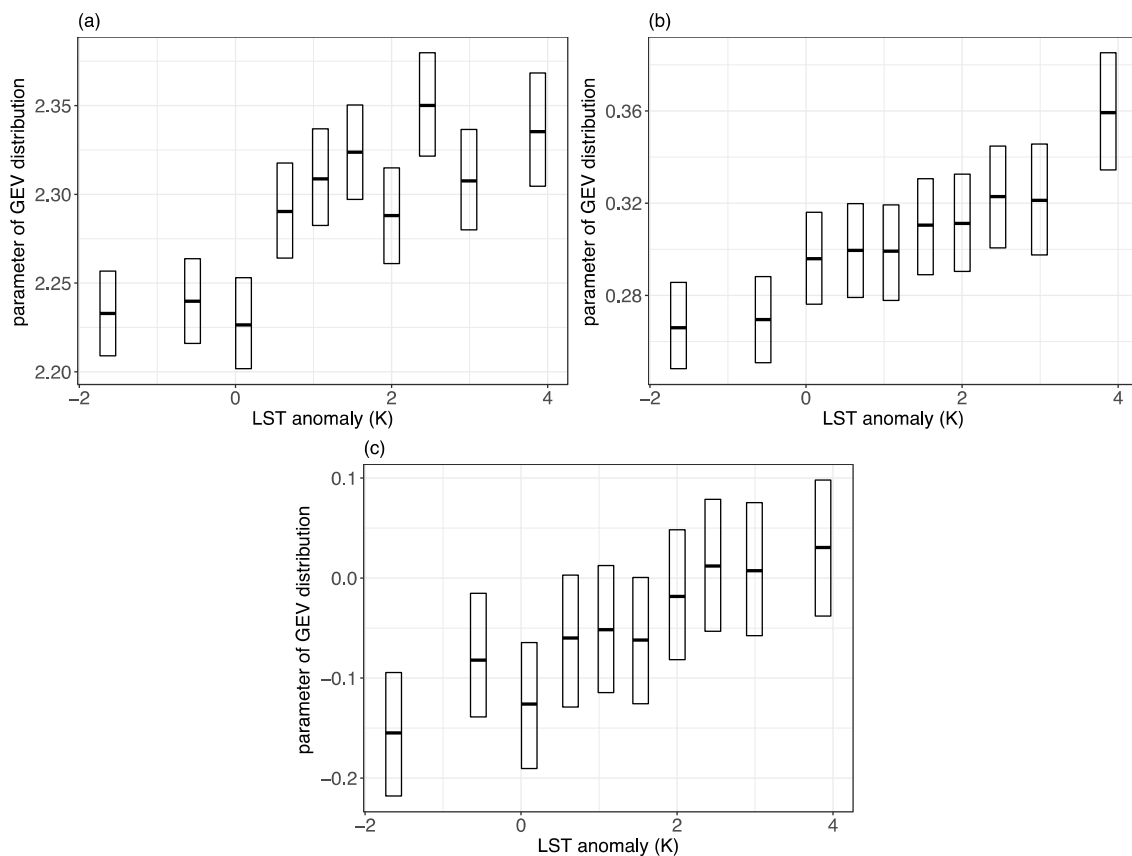 (a)
parameter of GEV distribution
2.35
2.30
2.25
2.20
−2
0
2
4
LST anomaly (K)
(b)
parameter of GEV distribution
0.36
0.32
0.28
−2
0
2
4
LST anomaly (K)
(c)
parameter of GEV distribution
0.1
0.0
−0.1
−0.2
−2
0
2
4
LST anomaly (K)